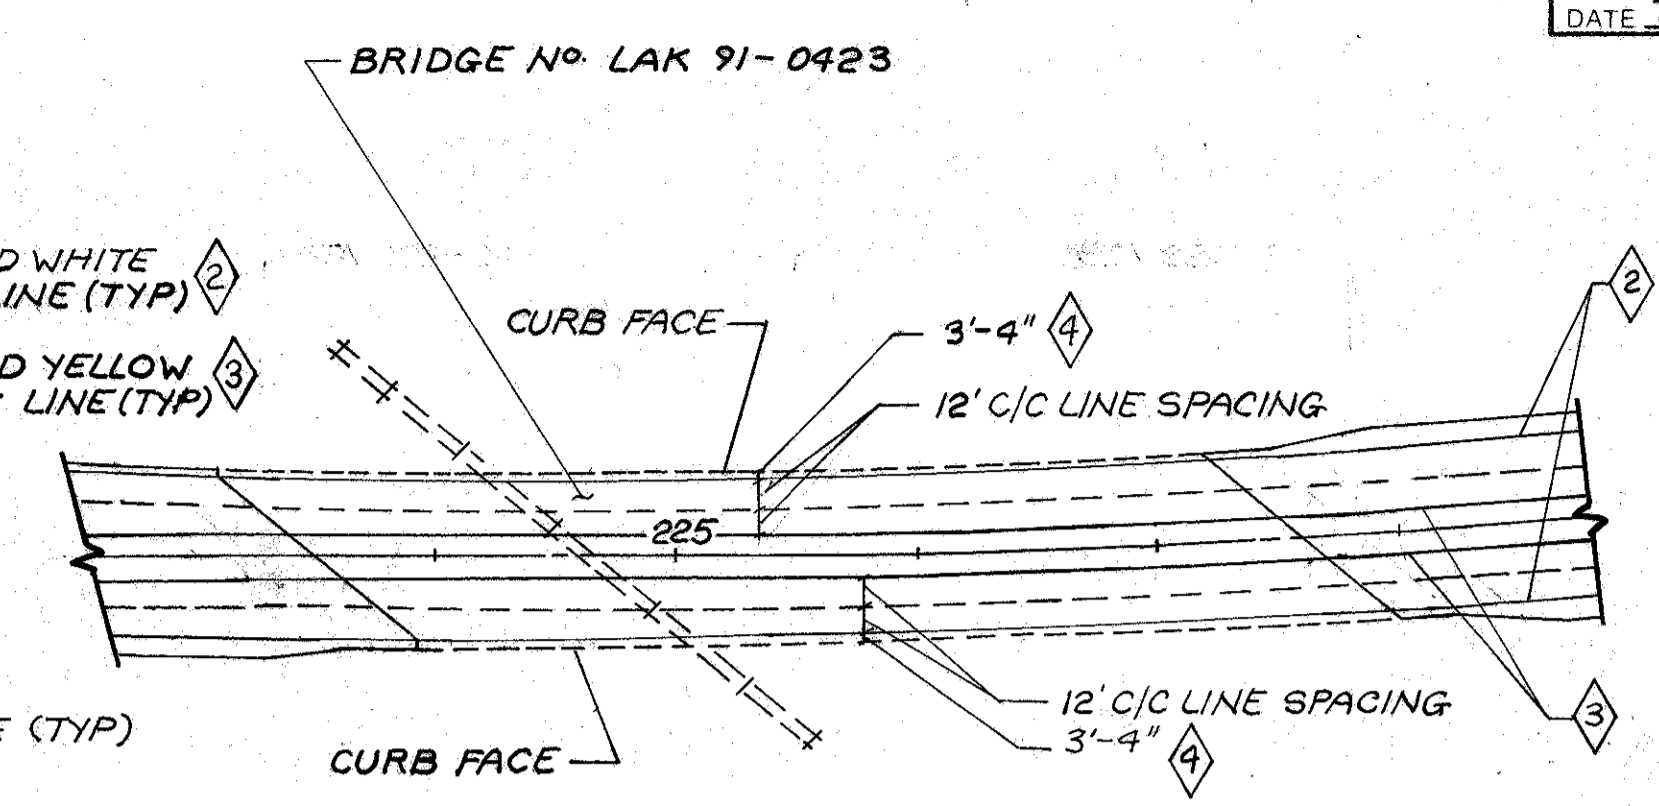 DATE
BRIDGE No. LAK 91-0423
D WHITE
LINE (TYP) 2
D YELLOW 3
LINE (TYP)
CURB FACE
3'-4" 4
12' C/C LINE SPACING
2
225
12' C/C LINE SPACING
3'-4" 4
3
E (TYP)
CURB FACE